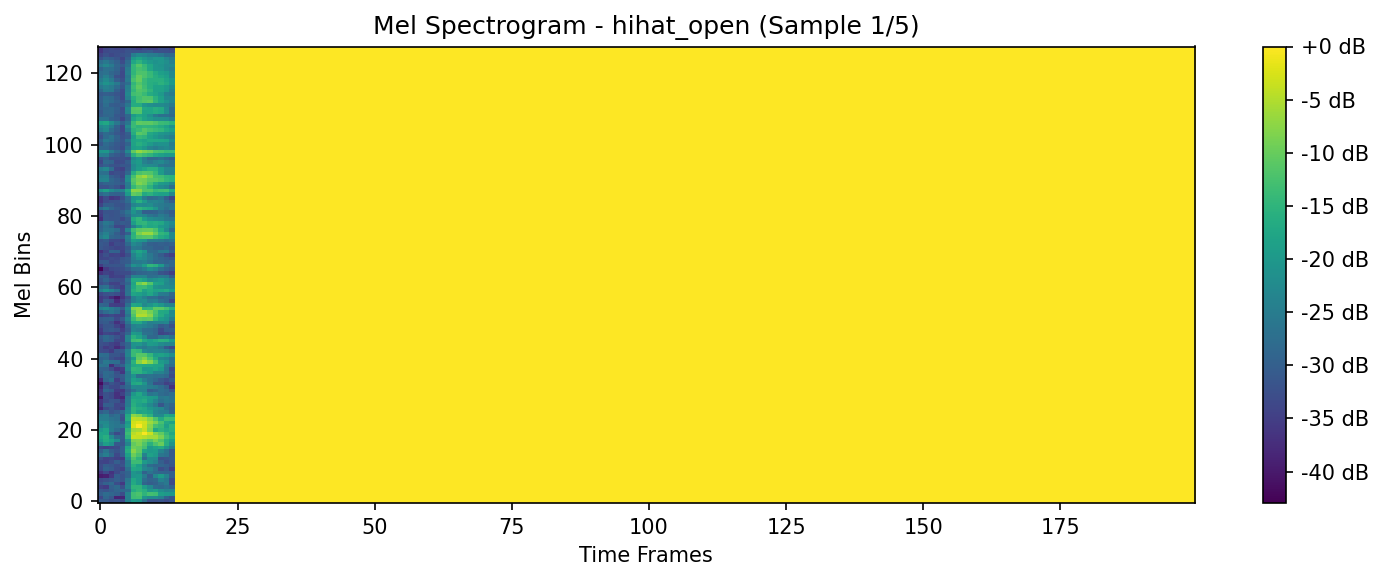 Mel Spectrogram - hihat_open (Sample 1/5)
Mel Bins
120
100
80
60
40
20
0
0 25 50 75 100 125 150 175
Time Frames
+0 dB
-5 dB
-10 dB
-15 dB
-20 dB
-25 dB
-30 dB
-35 dB
-40 dB